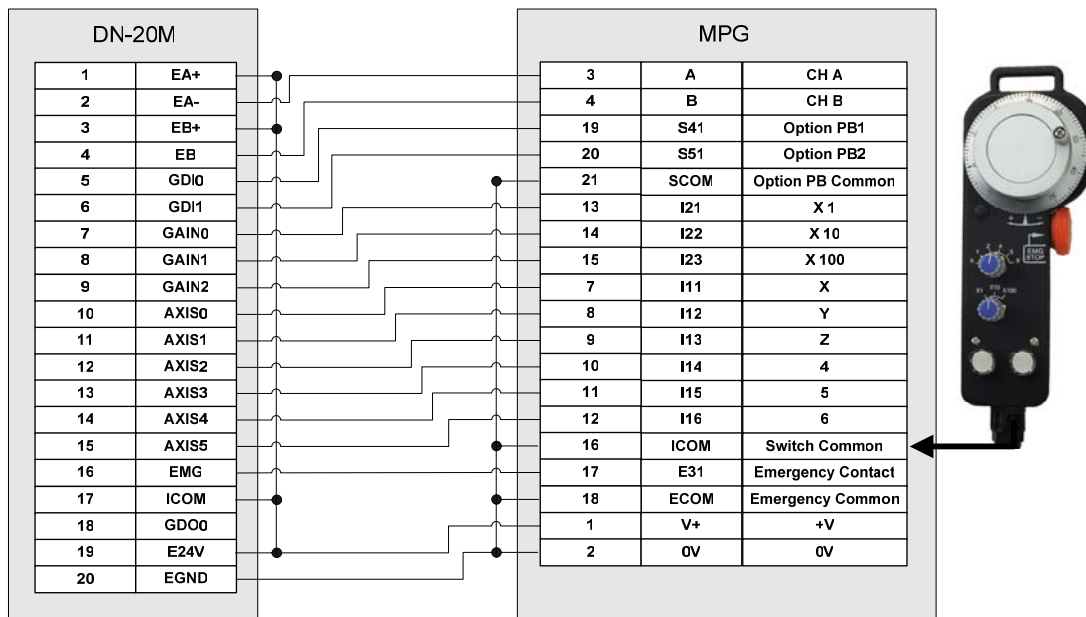 DN-20M
1 EA+
2 EA-
3 EB+
4 EB
5 GDI0
6 GDI1
7 GAIN0
8 GAIN1
9 GAIN2
10 AXIS0
11 AXIS1
12 AXIS2
13 AXIS3
14 AXIS4
15 AXIS5
16 EMG
17 ICOM
18 GDO0
19 E24V
20 EGND
MPG
3 A CH A
4 B CH B
19 S41 Option PB1
20 S51 Option PB2
21 SCOM Option PB Common
13 I21 X 1
14 I22 X 10
15 I23 X 100
7 I11 X
8 I12 Y
9 I13 Z
10 I14 4
11 I15 5
12 I16 6
16 ICOM Switch Common
17 E31 Emergency Contact
18 ECOM Emergency Common
1 V+ +V
2 0V 0V
EMG
STOP
X1 X10 X100